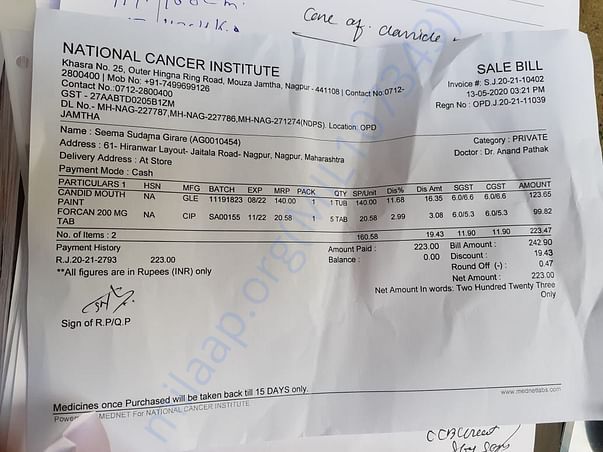 Cone of. clavicle
NATIONAL CANCER INSTITUTE
Khasra No. 25, Outer Hingna Ring Road, Mouza Jamtha, Nagpur - 441108 | Contact No:0712-
2800400 | Mob No: +91-7499699126
Contact No.:0712-2800400
GST - 27AABTD0205B1ZM
DL No.- MH-NAG-227787,MH-NAG-227786,MH-NAG-271274(NDPS). Location: OPD
JAMTHA
SALE BILL
Invoice #: S.J.20-21-10402
13-05-2020 03:21 PM
Regn No : OPD.J.20-21-11039
Name : Seema Sudama Girare (AG0010454)
Address : 61- Hiranwar Layout- Jaitala Road- Nagpur, Nagpur, Maharashtra
Delivery Address : At Store
Payment Mode : Cash
Category : PRIVATE
Doctor : Dr. Anand Pathak
PARTICULARS 1 HSN MFG BATCH EXP MRP PACK QTY SP/Unit Dis% Dis Amt SGST CGST AMOUNT
CANDID MOUTH PAINT NA GLE 11191823 08/22 140.00 1 1 TUB 140.00 11.68 16.35 6.0/6.6 6.0/6.6 123.65
FORCAN 200 MG TAB NA CIP SA00155 11/22 20.58 1 5 TAB 20.58 2.99 3.08 6.0/5.3 6.0/5.3 99.82
No. of Items : 2 160.58 19.43 11.90 11.90 223.47
Payment History
R.J.20-21-2793 223.00
**All figures are in Rupees (INR) only
Amount Paid : 223.00
Balance : 0.00
Bill Amount : 242.90
Discount : 19.43
Round Off (-) : 0.47
Net Amount : 223.00
Net Amount In words: Two Hundred Twenty Three
Only
Sign of R.P/Q.P
Medicines once Purchased will be taken back till 15 DAYS only.
MEDNET For NATIONAL CANCER INSTITUTE
www.mednetlabs.com